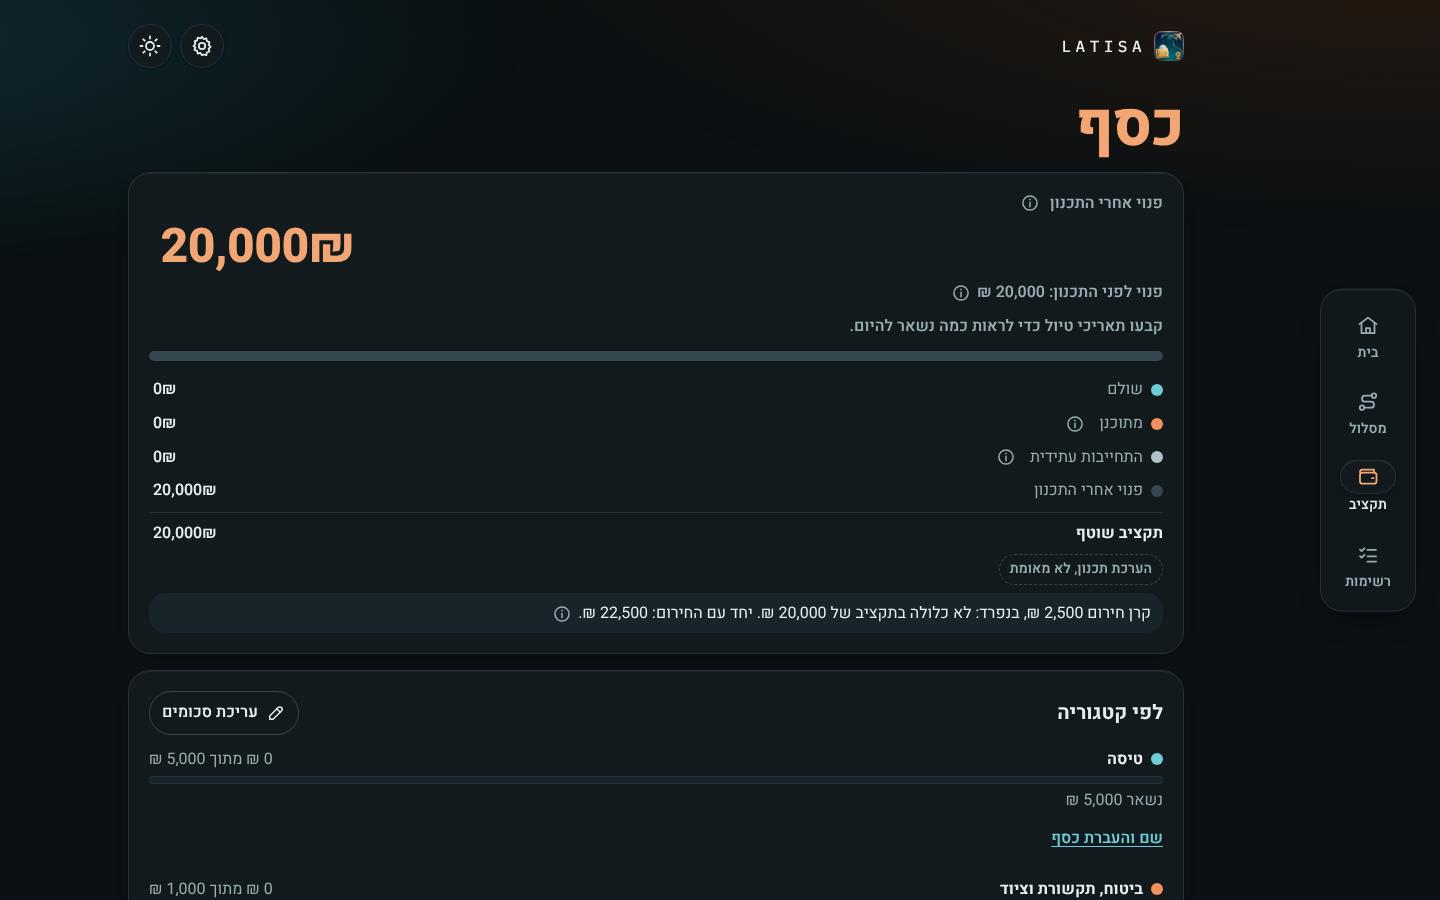 LATISA
כסף
פנוי אחרי התכנון
20,000₪
פנוי לפני התכנון: 20,000 ₪
קבעו תאריכי טיול כדי לראות כמה נשאר להיום.
שולם 0₪
מתוכנן 0₪
התחייבות עתידית 0₪
פנוי אחרי התכנון 20,000₪
תקציב שוטף 20,000₪
הערכת תכנון, לא מאומת
קרן חירום 2,500 ₪, בנפרד: לא כלולה בתקציב של 20,000 ₪. יחד עם החירום: 22,500 ₪.
לפי קטגוריה
עריכת סכומים
טיסה 0 ₪ מתוך 5,000 ₪
נשאר 5,000 ₪
שם והעברת כסף
ביטוח, תקשורת וציוד 0 ₪ מתוך 1,000 ₪
בית
מסלול
תקציב
רשימות